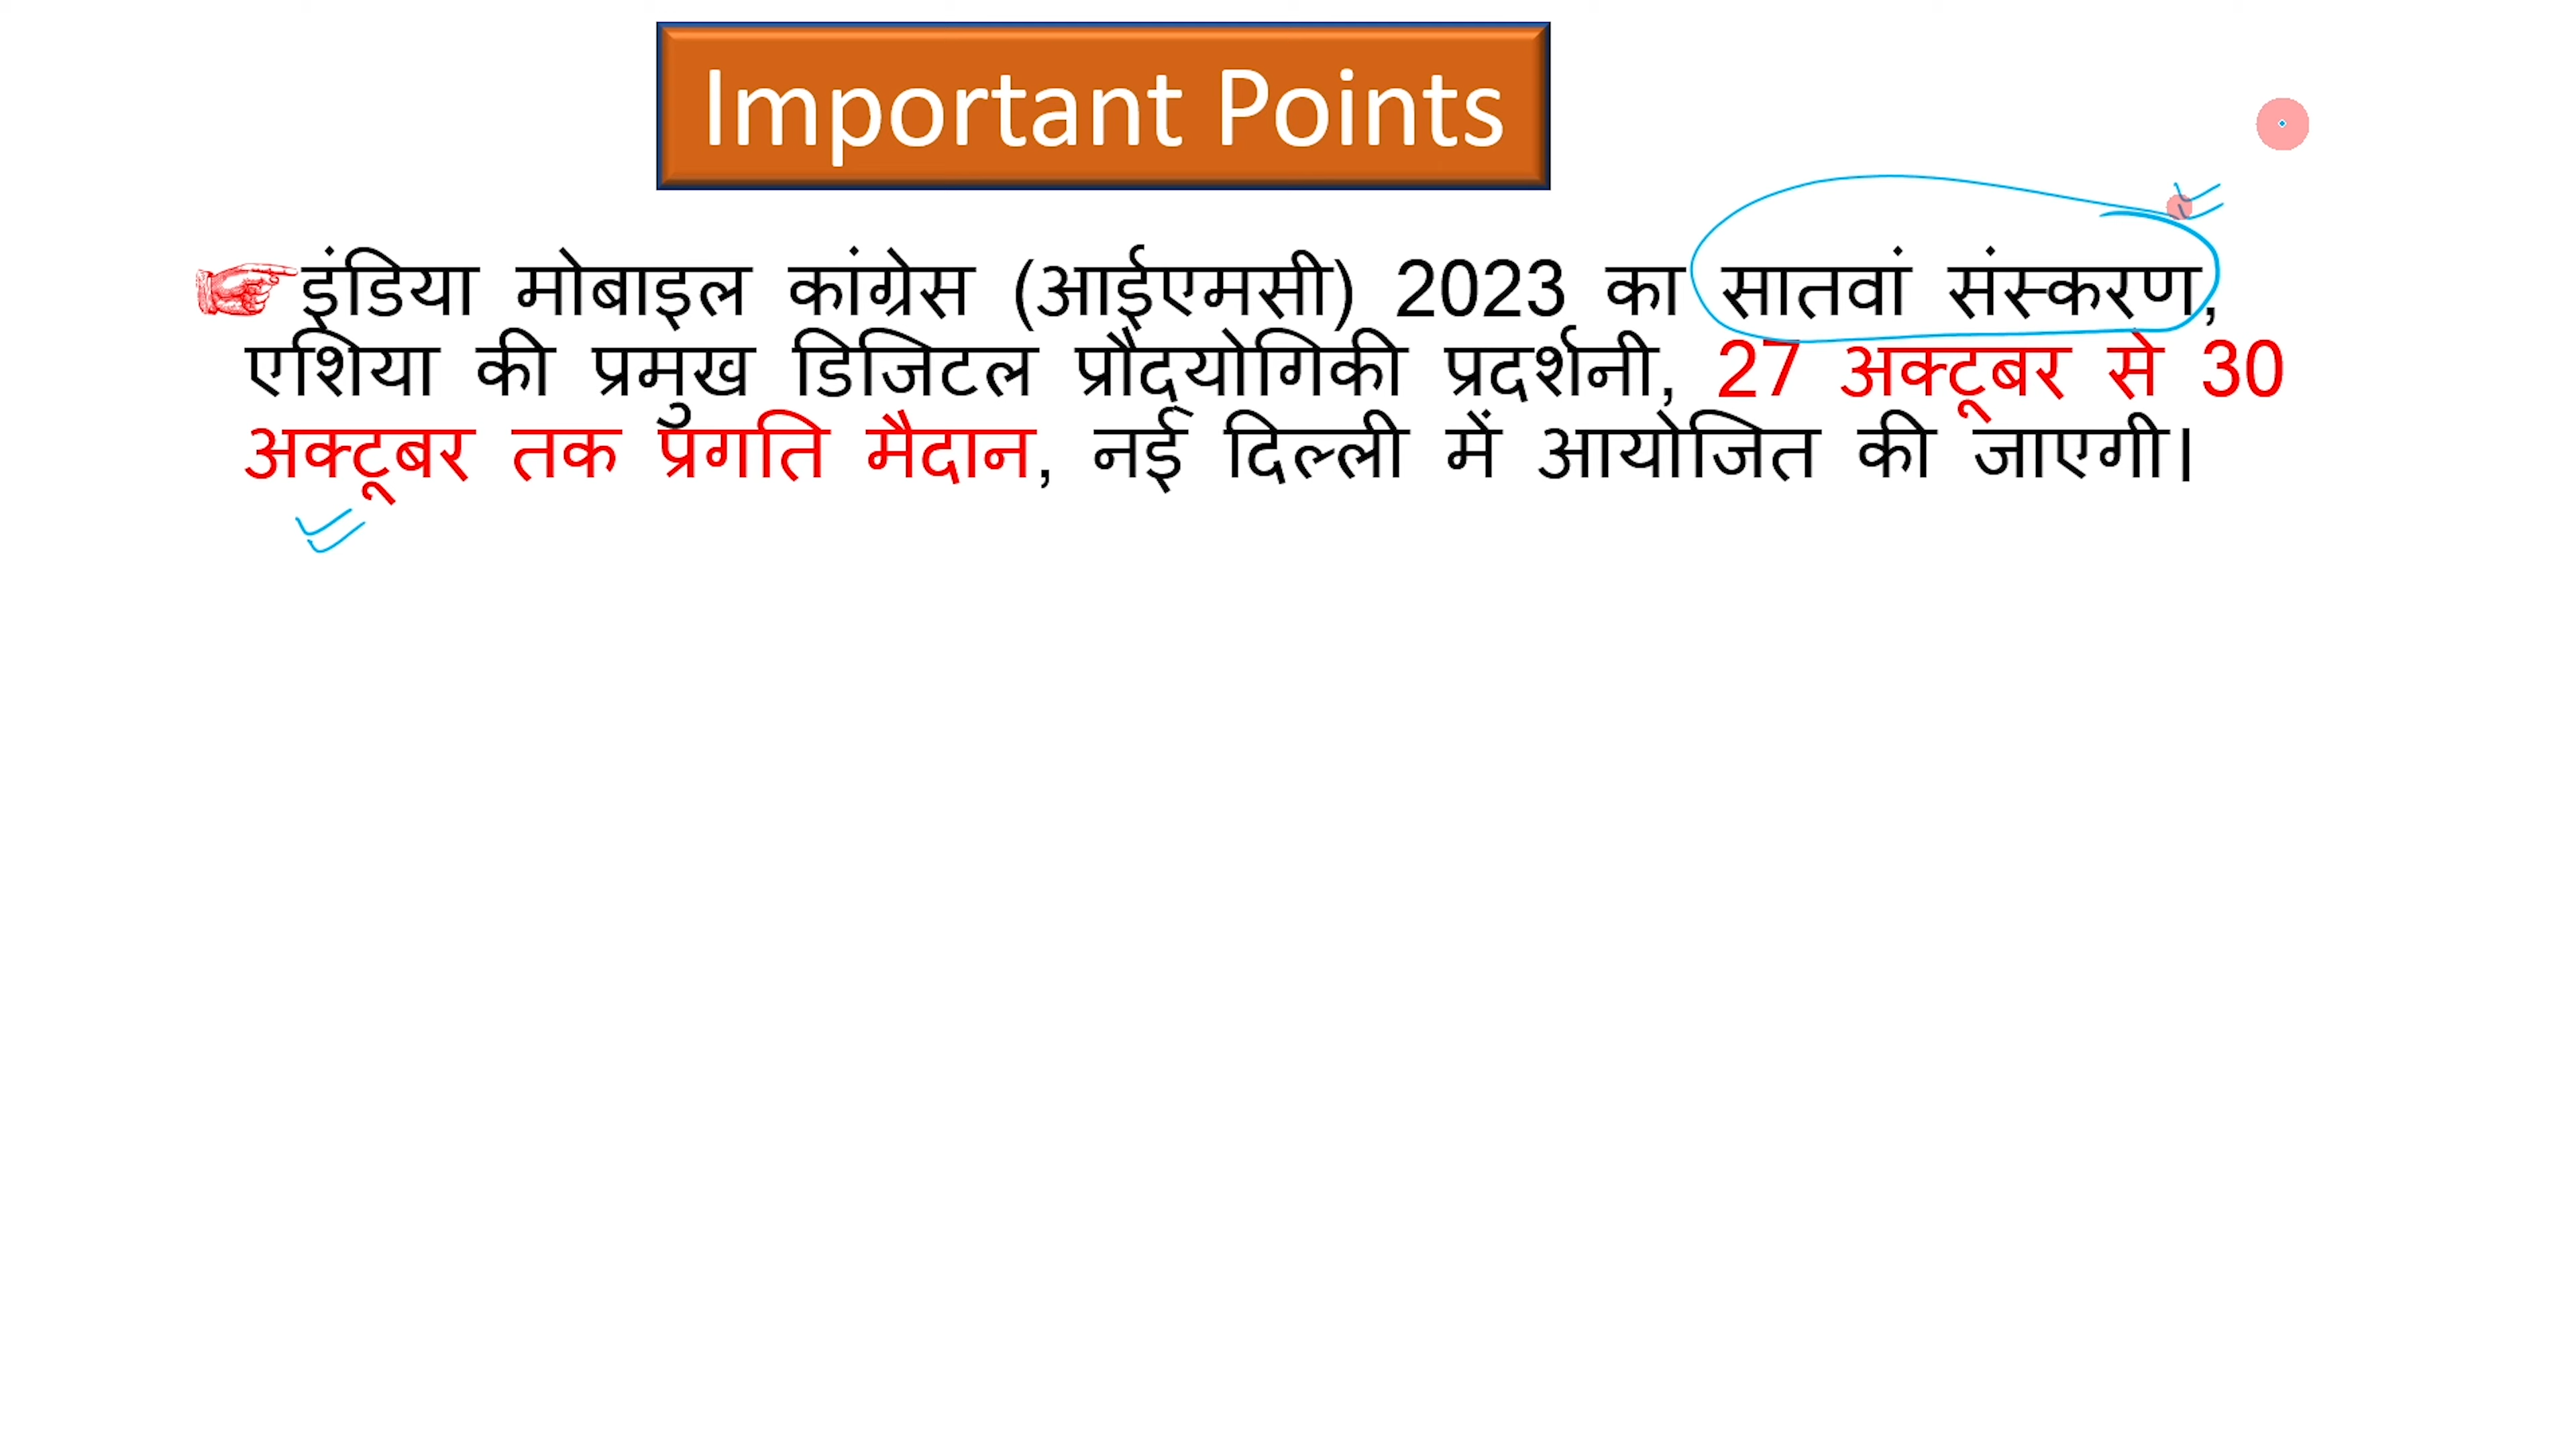 Important Points
इंडिया मोबाइल कांग्रेस (आईएमसी) 2023 का सातवां संस्करण,
एशिया की प्रमुख डिजिटल प्रौद्योगिकी प्रदर्शनी, 27 अक्टूबर से 30
अक्टूबर तक प्रगति मैदान, नई दिल्ली में आयोजित की जाएगी।